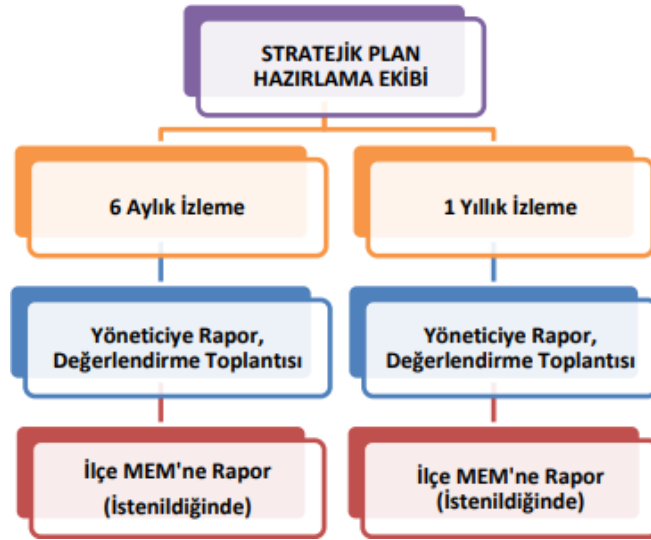 STRATEJİK PLAN
HAZIRLAMA EKİBİ
6 Aylık İzleme
1 Yıllık İzleme
Yöneticiye Rapor,
Değerlendirme Toplantısı
Yöneticiye Rapor,
Değerlendirme Toplantısı
İlçe MEM'ne Rapor
(İstenildiğinde)
İlçe MEM'ne Rapor
(İstenildiğinde)